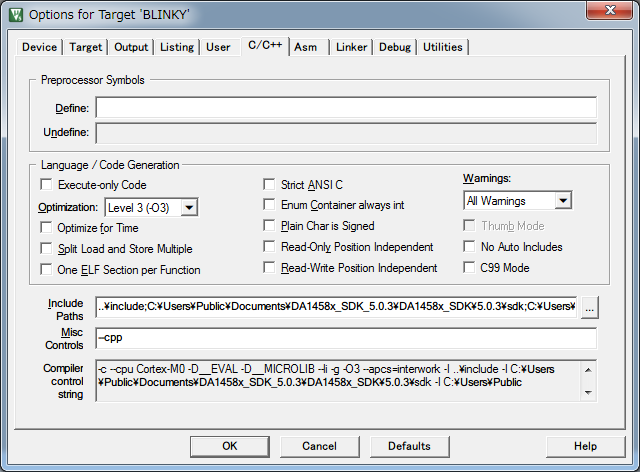 Options for Target 'BLINKY'
Device Target Output Listing User C/C++ Asm Linker Debug Utilities
Preprocessor Symbols
Define:
Undefine:
Language / Code Generation
Execute-only Code
Strict ANSI C
Warnings:
Optimization: Level 3 (-O3)
Enum Container always int
All Warnings
Optimize for Time
Plain Char is Signed
Thumb Mode
Split Load and Store Multiple
Read-Only Position Independent
No Auto Includes
One ELF Section per Function
Read-Write Position Independent
C99 Mode
Include
Paths
..¥include;C:¥Users¥Public¥Documents¥DA1458x_SDK_5.0.3¥DA1458x_SDK¥5.0.3¥sdk;C:¥Users¥
...
Misc
Controls
--cpp
Compiler
control
string
-c --cpu Cortex-M0 -D__EVAL -D__MICROLIB --li -g -O3 --apcs=interwork -I ..¥include -I C:¥Users
¥Public¥Documents¥DA1458x_SDK_5.0.3¥DA1458x_SDK¥5.0.3¥sdk -I C:¥Users¥Public
OK Cancel Defaults Help